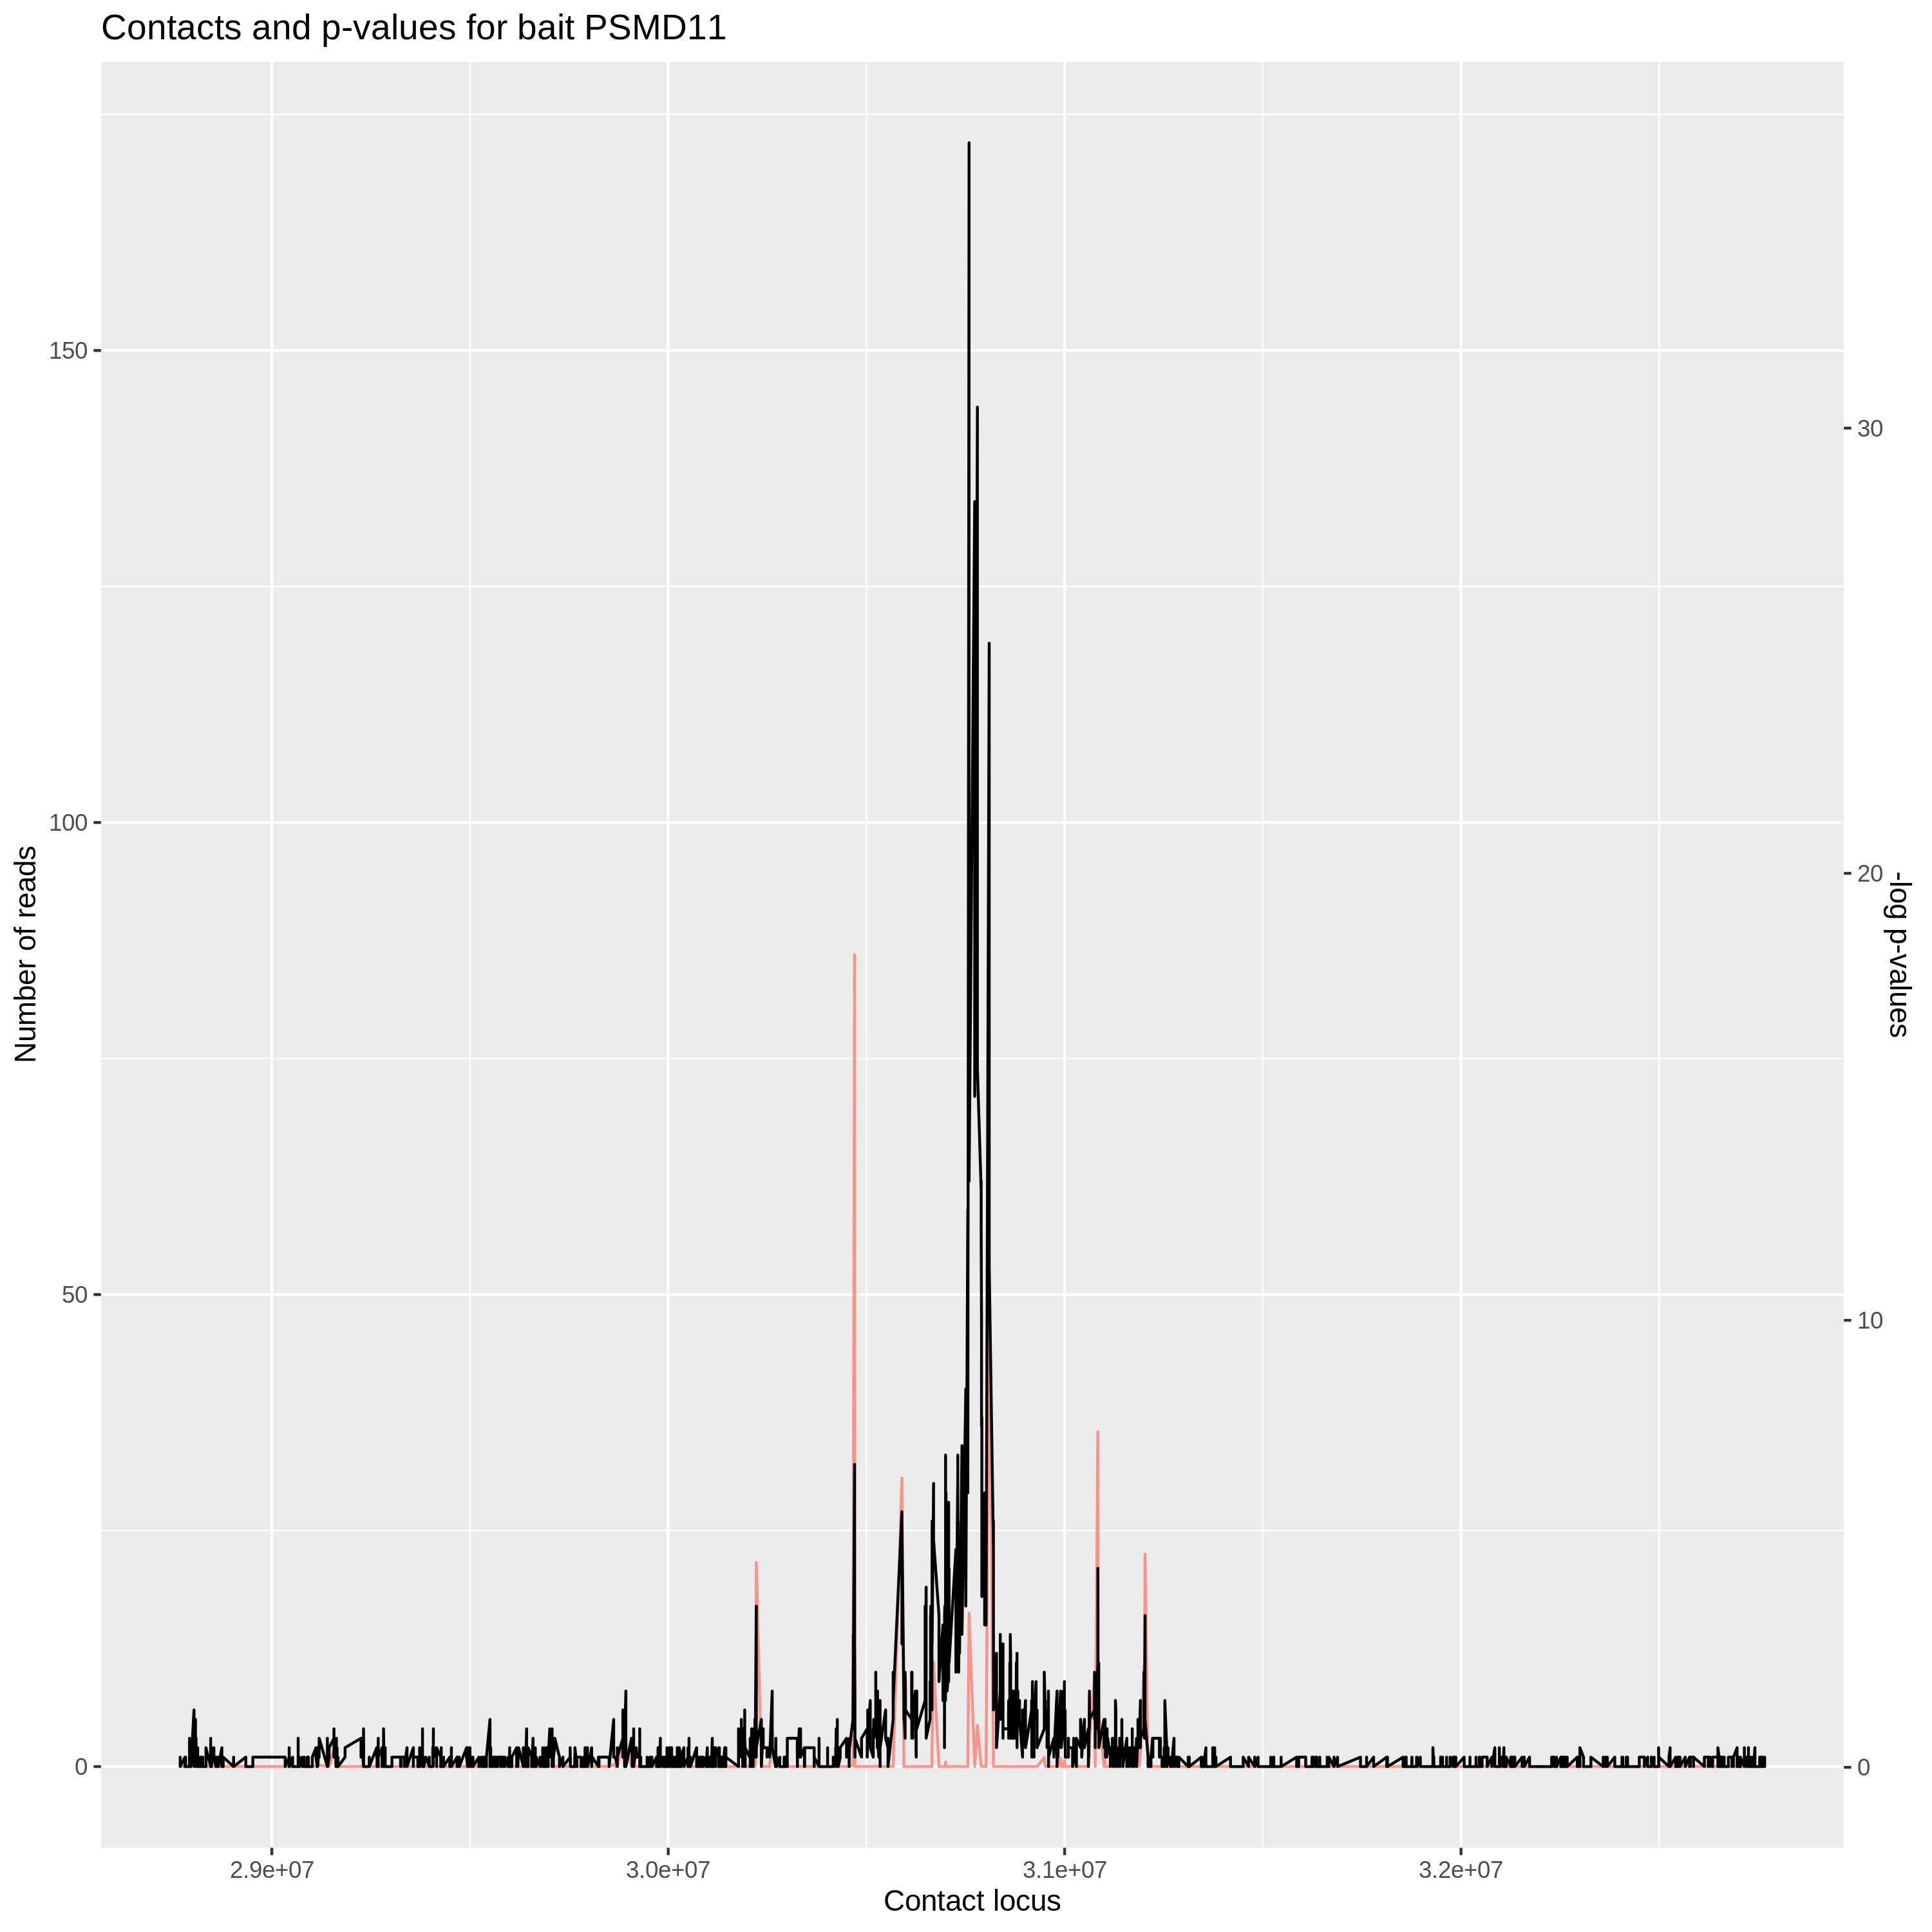 Contacts and p-values for bait PSMD11
150
100
50
0
Number of reads
30
20
10
0
-log p-values
2.9e+07
3.0e+07
3.1e+07
3.2e+07
Contact locus